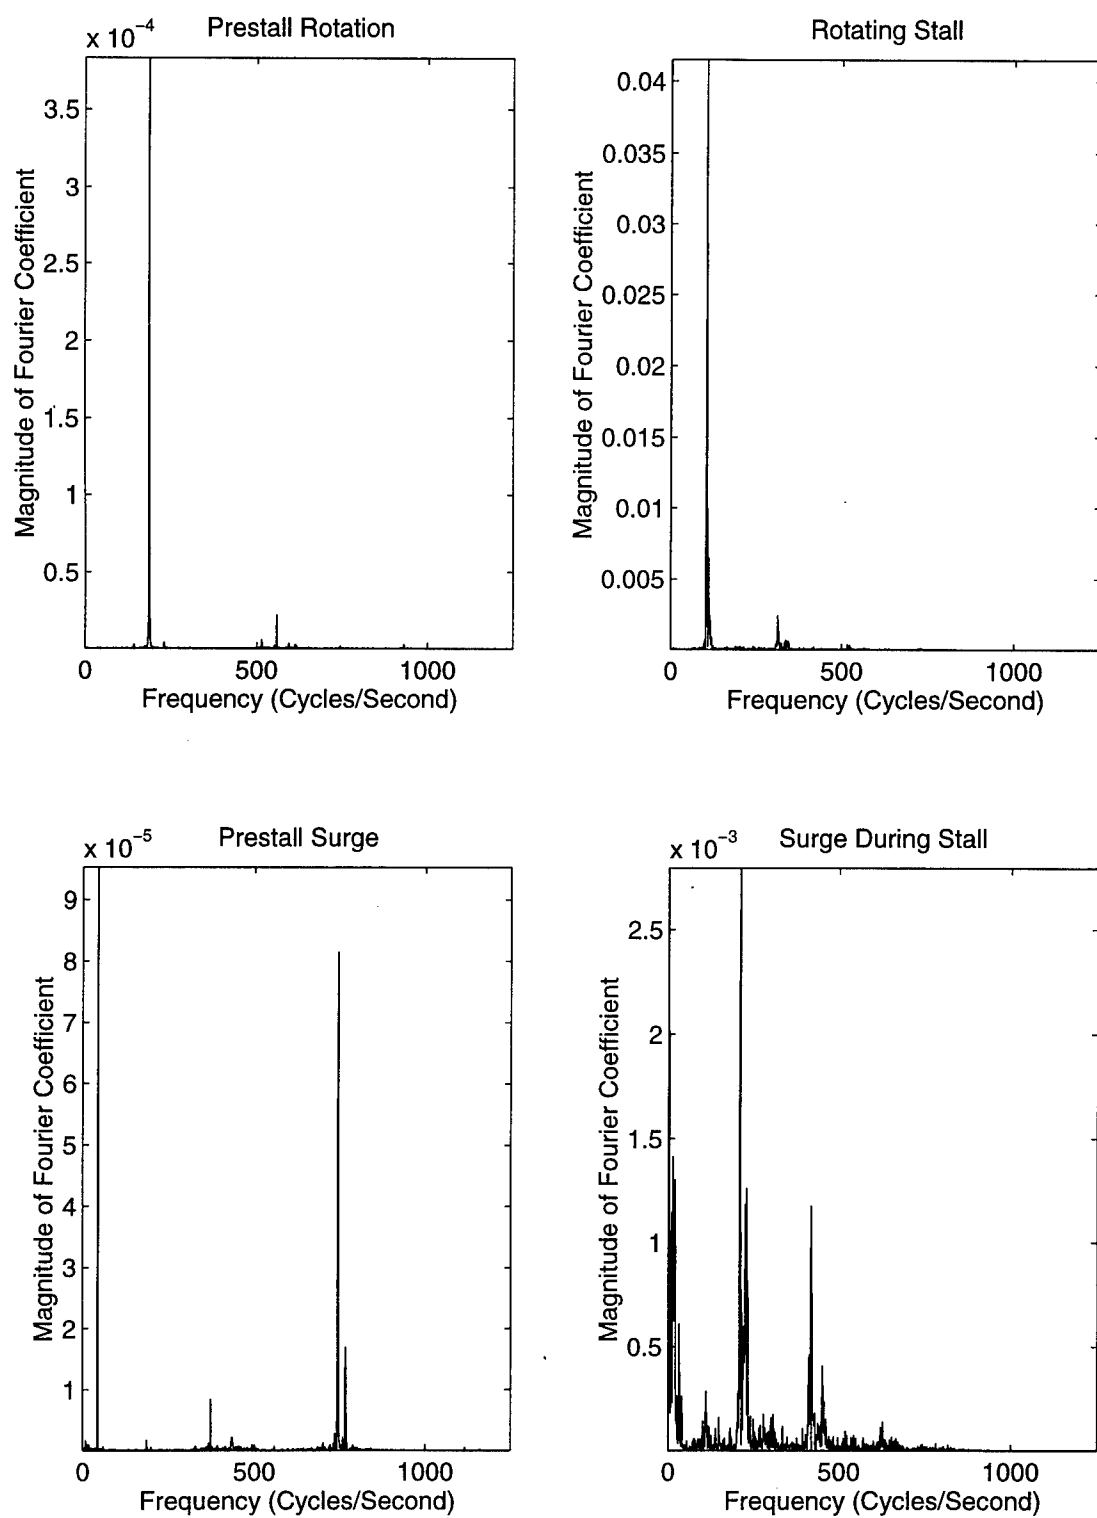 Prestall Rotation
x 10⁻⁴
3.5
3
2.5
2
1.5
1
0.5
0 500 1000
Magnitude of Fourier Coefficient
Frequency (Cycles/Second)
Rotating Stall
0.04
0.035
0.03
0.025
0.02
0.015
0.01
0.005
0 500 1000
Magnitude of Fourier Coefficient
Frequency (Cycles/Second)
Prestall Surge
x 10⁻⁵
9
8
7
6
5
4
3
2
1
0 500 1000
Magnitude of Fourier Coefficient
Frequency (Cycles/Second)
Surge During Stall
x 10⁻³
2.5
2
1.5
1
0.5
0 500 1000
Magnitude of Fourier Coefficient
Frequency (Cycles/Second)